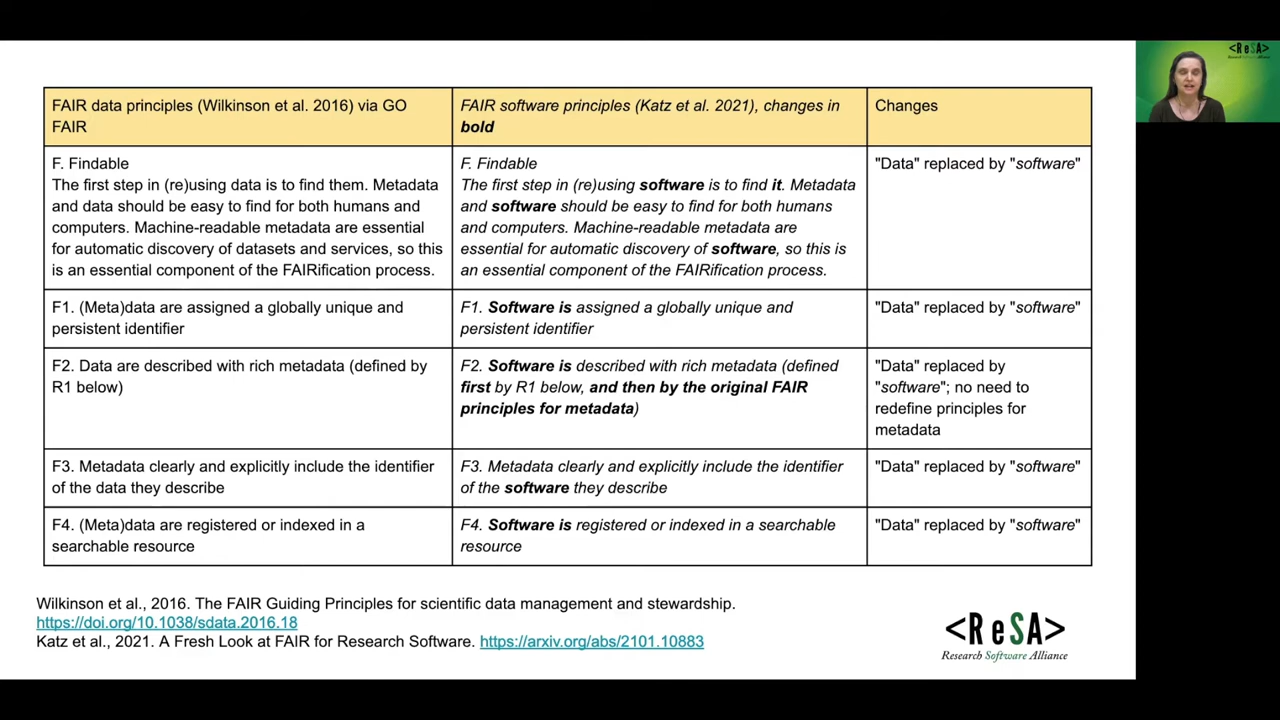 FAIR data principles (Wilkinson et al. 2016) via GO
FAIR
FAIR software principles (Katz et al. 2021), changes in
bold
Changes
F. Findable
The first step in (re)using data is to find them. Metadata
and data should be easy to find for both humans and
computers. Machine-readable metadata are essential
for automatic discovery of datasets and services, so this
is an essential component of the FAIRification process.
F. Findable
The first step in (re)using software is to find it. Metadata
and software should be easy to find for both humans
and computers. Machine-readable metadata are
essential for automatic discovery of software, so this is
an essential component of the FAIRification process.
"Data" replaced by "software"
F1. (Meta)data are assigned a globally unique and
persistent identifier
F1. Software is assigned a globally unique and
persistent identifier
"Data" replaced by "software"
F2. Data are described with rich metadata (defined by
R1 below)
F2. Software is described with rich metadata (defined
first by R1 below, and then by the original FAIR
principles for metadata)
"Data" replaced by
"software"; no need to
redefine principles for
metadata
F3. Metadata clearly and explicitly include the identifier
of the data they describe
F3. Metadata clearly and explicitly include the identifier
of the software they describe
"Data" replaced by "software"
F4. (Meta)data are registered or indexed in a
searchable resource
F4. Software is registered or indexed in a searchable
resource
"Data" replaced by "software"
Wilkinson et al., 2016. The FAIR Guiding Principles for scientific data management and stewardship.
https://doi.org/10.1038/sdata.2016.18
Katz et al., 2021. A Fresh Look at FAIR for Research Software. https://arxiv.org/abs/2101.10883
<ReSA>
Research Software Alliance
<ReSA>
Research Software Alliance